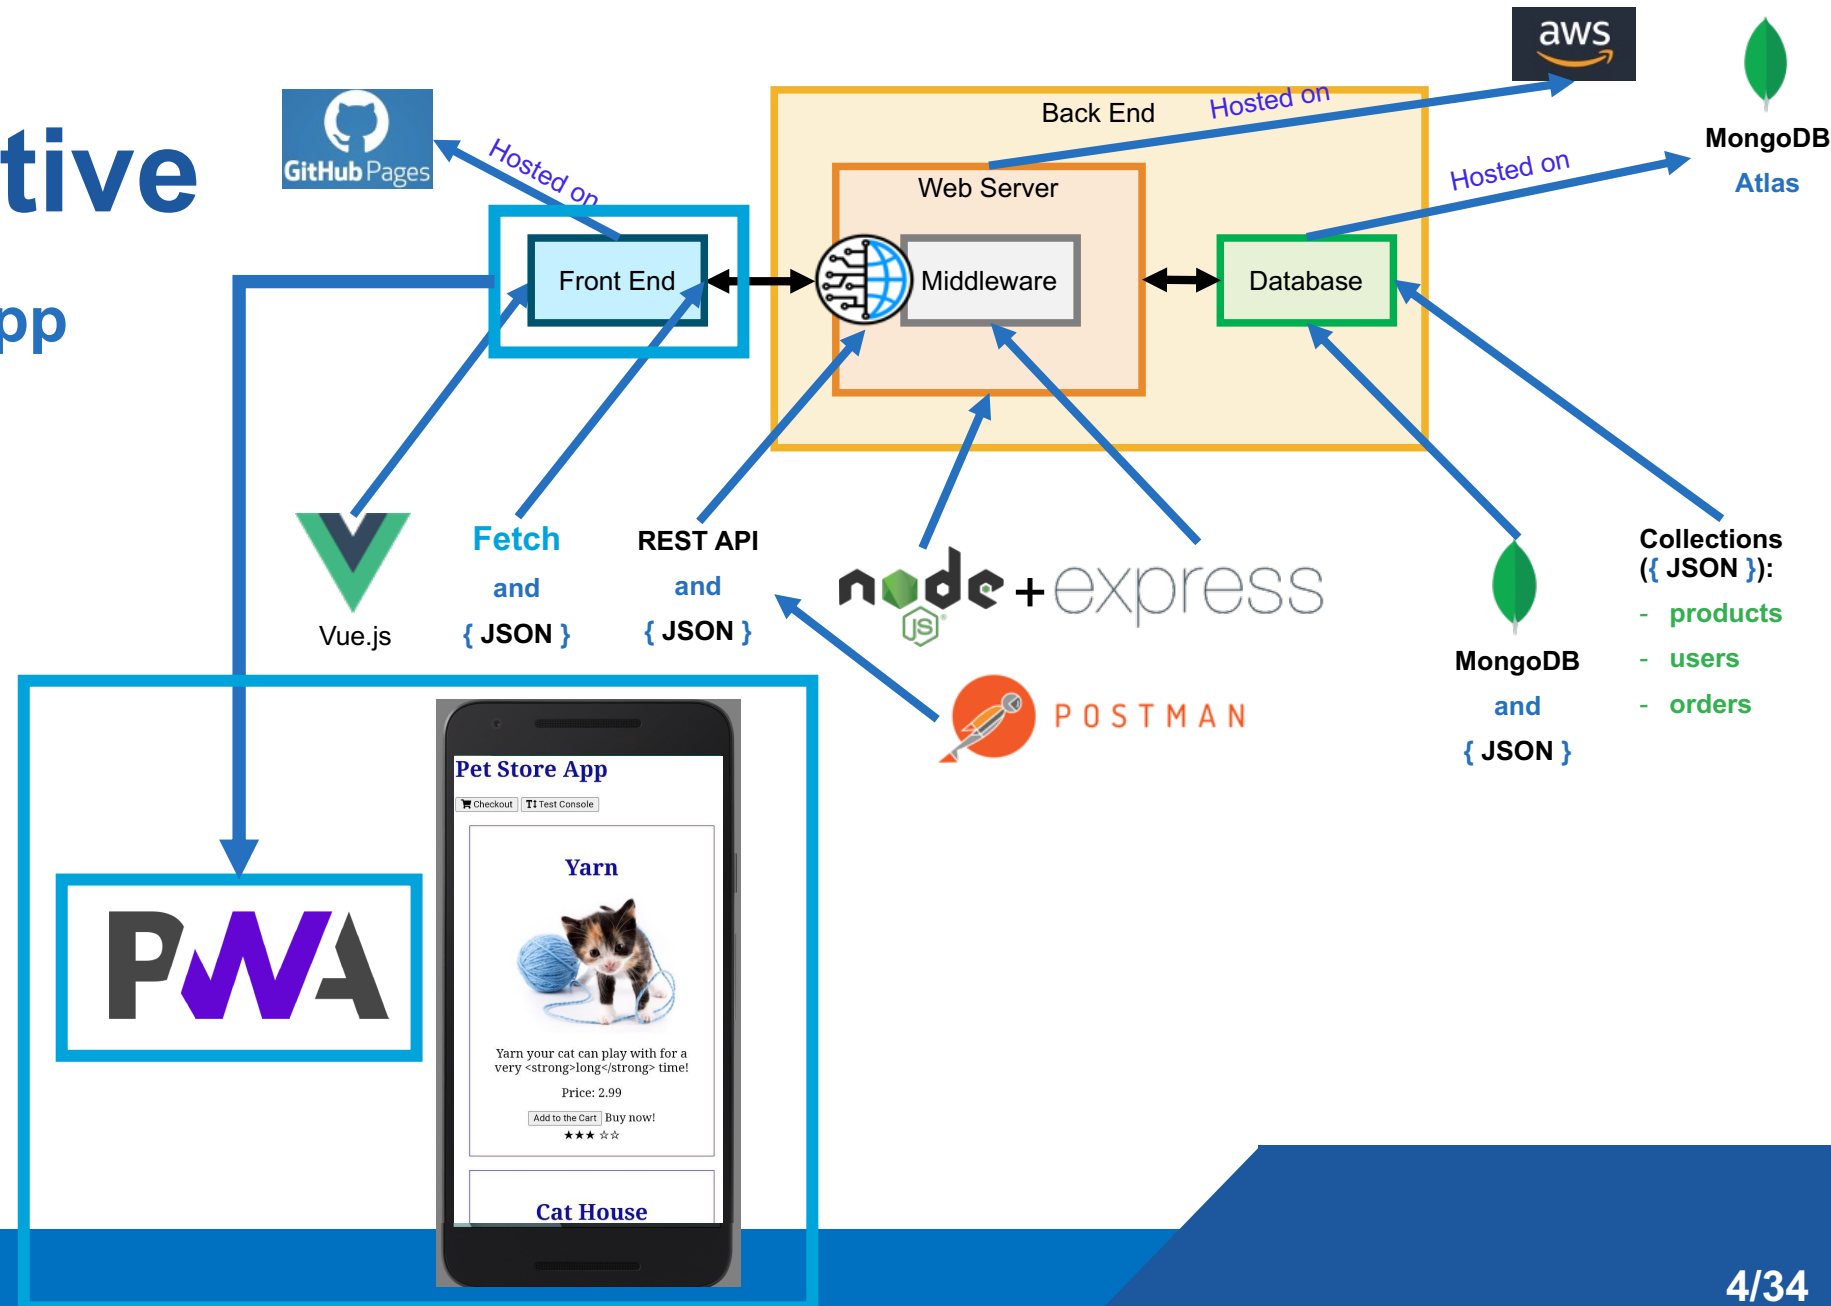 tive
pp
GitHub Pages
Hosted on
Back End
Hosted on
aws
MongoDB
Atlas
Hosted on
Web Server
Front End
Middleware
Database
Vue.js
Fetch
and
{ JSON }
REST API
and
{ JSON }
node
JS
+
express
POSTMAN
MongoDB
and
{ JSON }
Collections
({ JSON }):
- products
- users
- orders
PWA
Pet Store App
Checkout
Test Console
Yarn
Yarn your cat can play with for a
very <strong>long</strong> time!
Price: 2.99
Add to the Cart Buy now!
★★★☆☆
Cat House
4/34